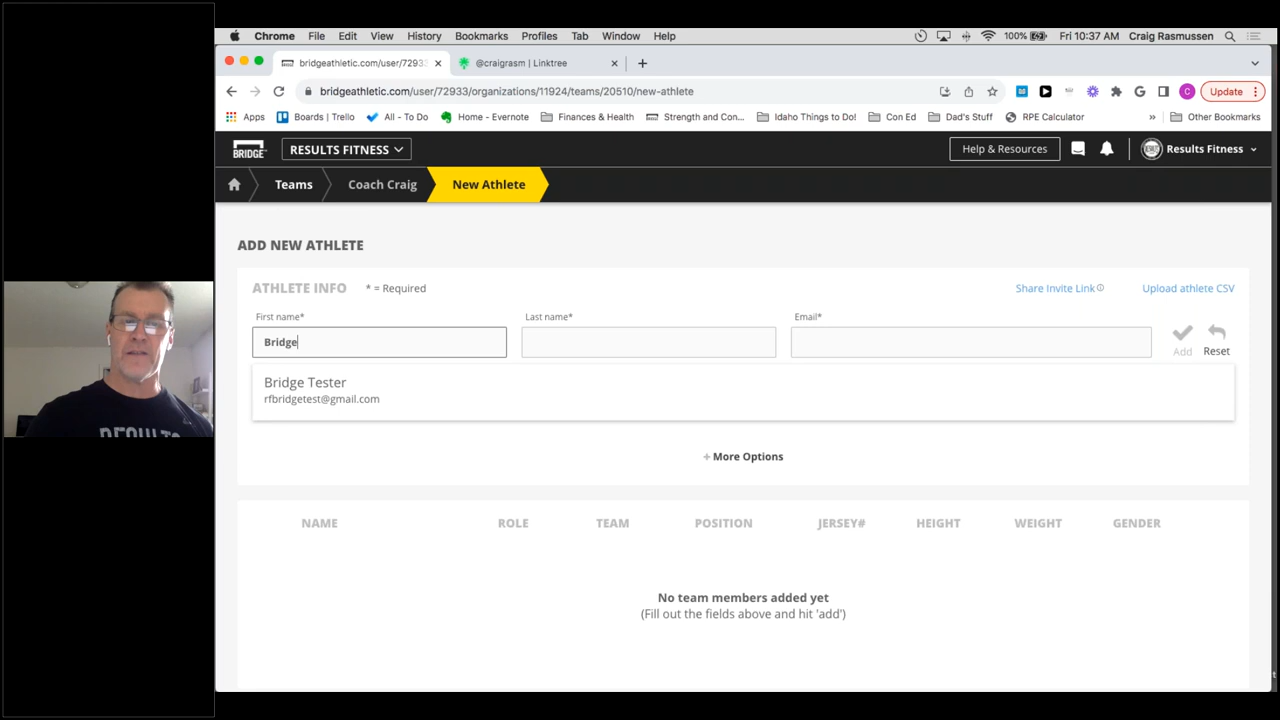 Chrome File Edit View History Bookmarks Profiles Tab Window Help 100% Fri 10:37 AM Craig Rasmussen
bridgeathletic.com/user/72933 @craigrasm | Linktree
bridgeathletic.com/user/72933/organizations/11924/teams/20510/new-athlete Update
Apps Boards | Trello All - To Do Home - Evernote Finances & Health Strength and Con... Idaho Things to Do! Con Ed Dad's Stuff RPE Calculator » Other Bookmarks
BRIDGE RESULTS FITNESS Help & Resources Results Fitness
Teams Coach Craig New Athlete
ADD NEW ATHLETE
ATHLETE INFO * = Required Share Invite Link Upload athlete CSV
First name* Last name* Email*
Bridge
Add Reset
Bridge Tester
rfbridgetest@gmail.com
+ More Options
NAME ROLE TEAM POSITION JERSEY# HEIGHT WEIGHT GENDER
No team members added yet
(Fill out the fields above and hit 'add')
RESULTS